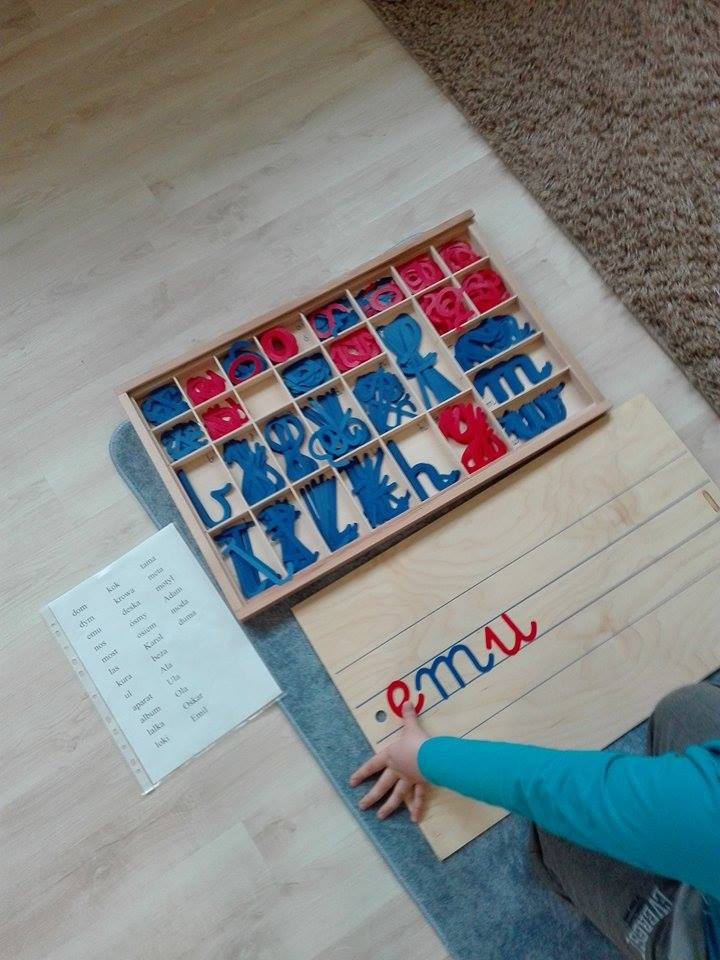 dom kok tama
dym krowa meta
emu deska motyl
nos ósmy Adam
most osiem moda
las Karol duma
kura beza
ul Ala
aparat Ula
album Ola
lalka Oskar
loki Emil
emu